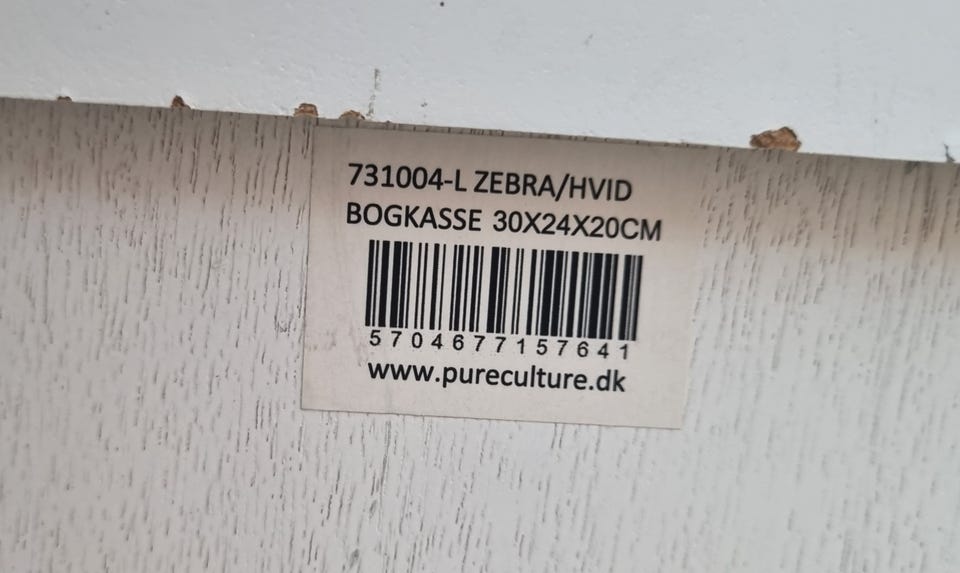 731004-L ZEBRA/HVID
BOGKASSE 30X24X20CM
5704677157641
www.pureculture.dk